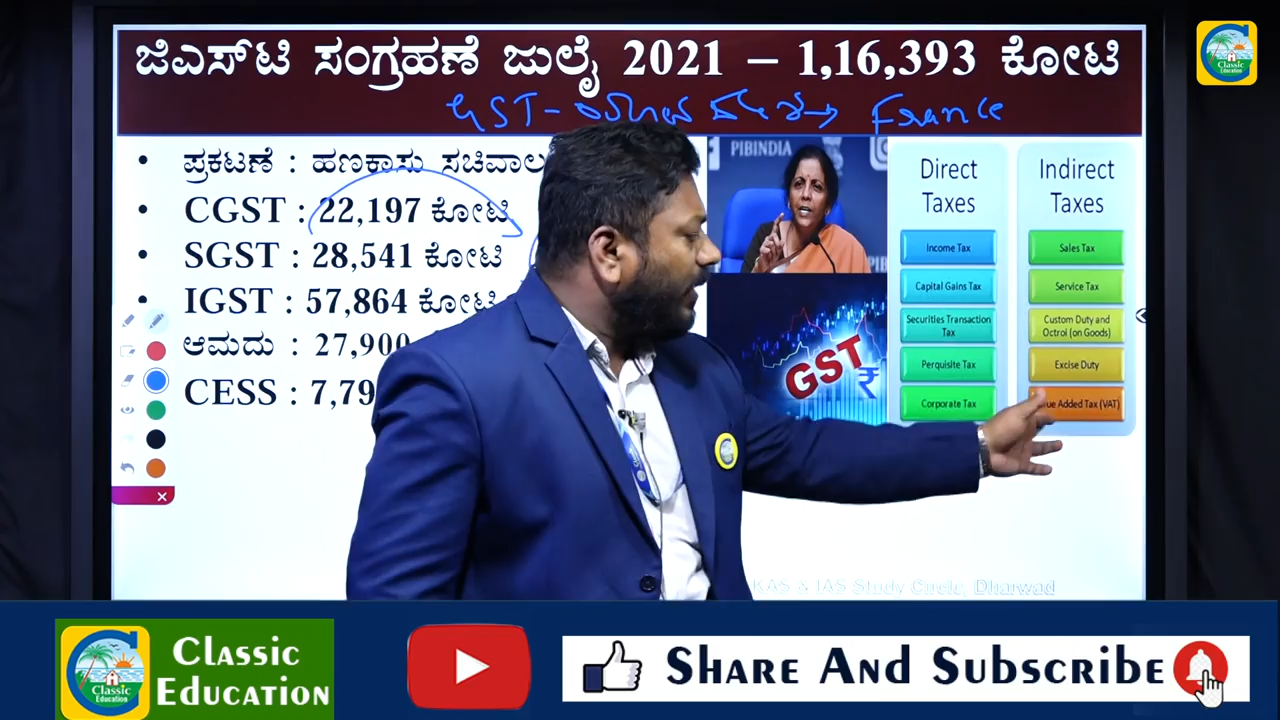 ಜಿಎಸ್‌ಟಿ ಸಂಗ್ರಹಣೆ ಜುಲೈ 2021 – 1,16,393 ಕೋಟಿ
GST - France
• ಪ್ರಕಟಣೆ : ಹಣಕಾಸು ಸಚಿವಾಲ
• CGST : 22,197 ಕೋಟಿ
• SGST : 28,541 ಕೋಟಿ
• IGST : 57,864 ಕೋಟಿ
ಆಮದು : 27,900
CESS : 7,79
PIBINDIA
PIB
GST
₹
Direct Taxes
Income Tax
Capital Gains Tax
Securities Transaction Tax
Perquisite Tax
Corporate Tax
Indirect Taxes
Sales Tax
Service Tax
Custom Duty and Octroi (on Goods)
Excise Duty
Added Tax (VAT)
KAS & IAS Study Circle, Dharwad
Classic Education
Classic Education
Classic Education
Share And Subscribe